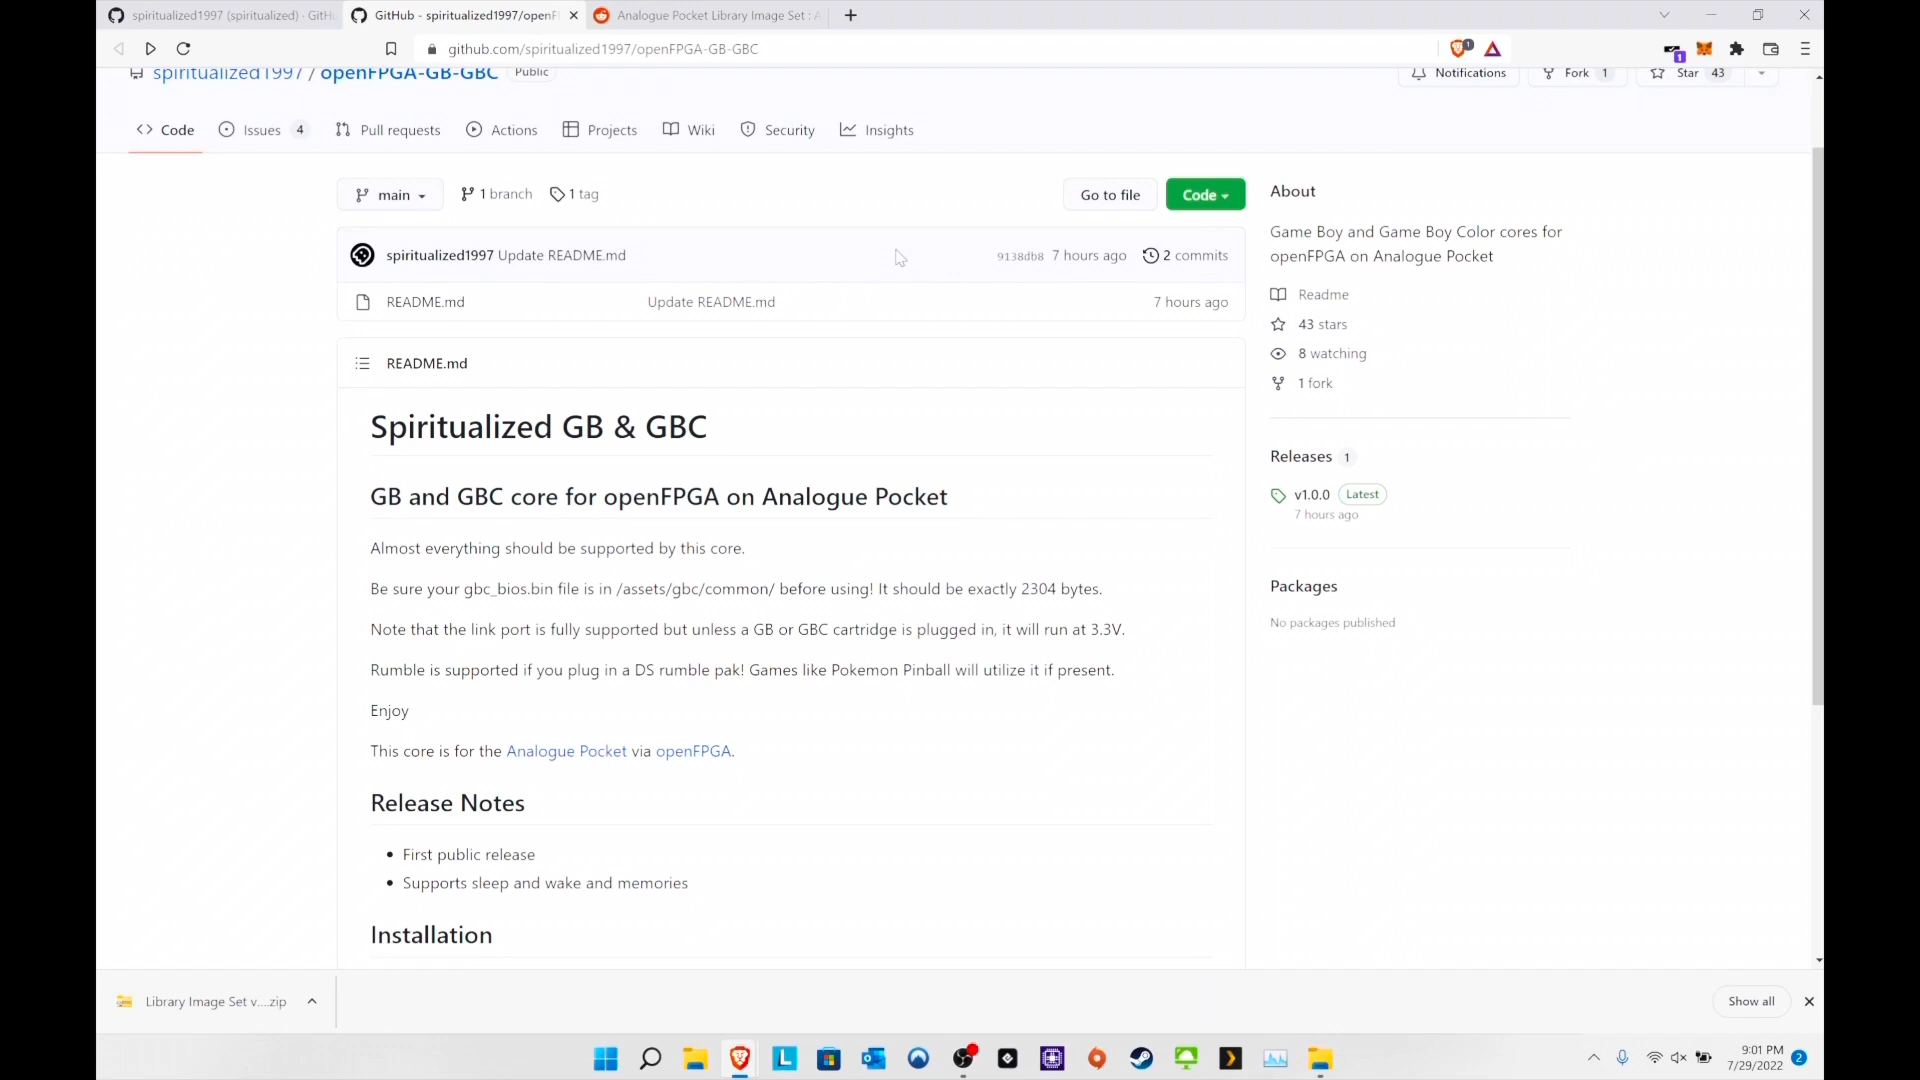 spiritualized1997 (spiritualized) · GitH
GitHub - spiritualized1997/openF
Analogue Pocket Library Image Set : A
github.com/spiritualized1997/openFPGA-GB-GBC
1
1
spiritualized1997 / openFPGA-GB-GBC Public
Notifications
Fork 1
Star 43
Code
Issues 4
Pull requests
Actions
Projects
Wiki
Security
Insights
main
1 branch
1 tag
Go to file
Code
spiritualized1997 Update README.md
9138db8 7 hours ago
2 commits
README.md
Update README.md
7 hours ago
README.md
Spiritualized GB & GBC
GB and GBC core for openFPGA on Analogue Pocket
Almost everything should be supported by this core.
Be sure your gbc_bios.bin file is in /assets/gbc/common/ before using! It should be exactly 2304 bytes.
Note that the link port is fully supported but unless a GB or GBC cartridge is plugged in, it will run at 3.3V.
Rumble is supported if you plug in a DS rumble pak! Games like Pokemon Pinball will utilize it if present.
Enjoy
This core is for the Analogue Pocket via openFPGA.
Release Notes
• First public release
• Supports sleep and wake and memories
Installation
About
Game Boy and Game Boy Color cores for
openFPGA on Analogue Pocket
Readme
43 stars
8 watching
1 fork
Releases 1
v1.0.0 Latest
7 hours ago
Packages
No packages published
Library Image Set v....zip
Show all
L
9:01 PM
7/29/2022
2